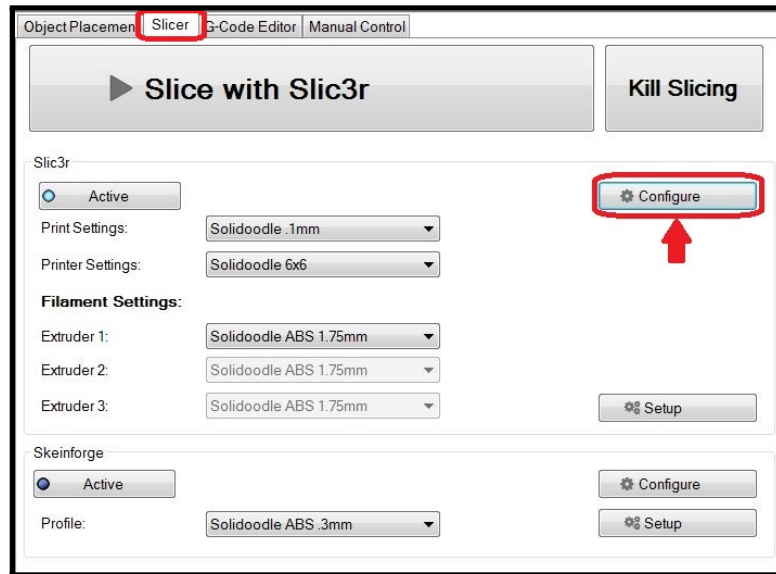 Object Placemen Slicer G-Code Editor Manual Control
Slice with Slic3r Kill Slicing
Slic3r
Active Configure
Print Settings: Solidoodle .1mm
Printer Settings: Solidoodle 6x6
Filament Settings:
Extruder 1: Solidoodle ABS 1.75mm
Extruder 2: Solidoodle ABS 1.75mm
Extruder 3: Solidoodle ABS 1.75mm Setup
Skeinforge
Active Configure
Profile: Solidoodle ABS .3mm Setup